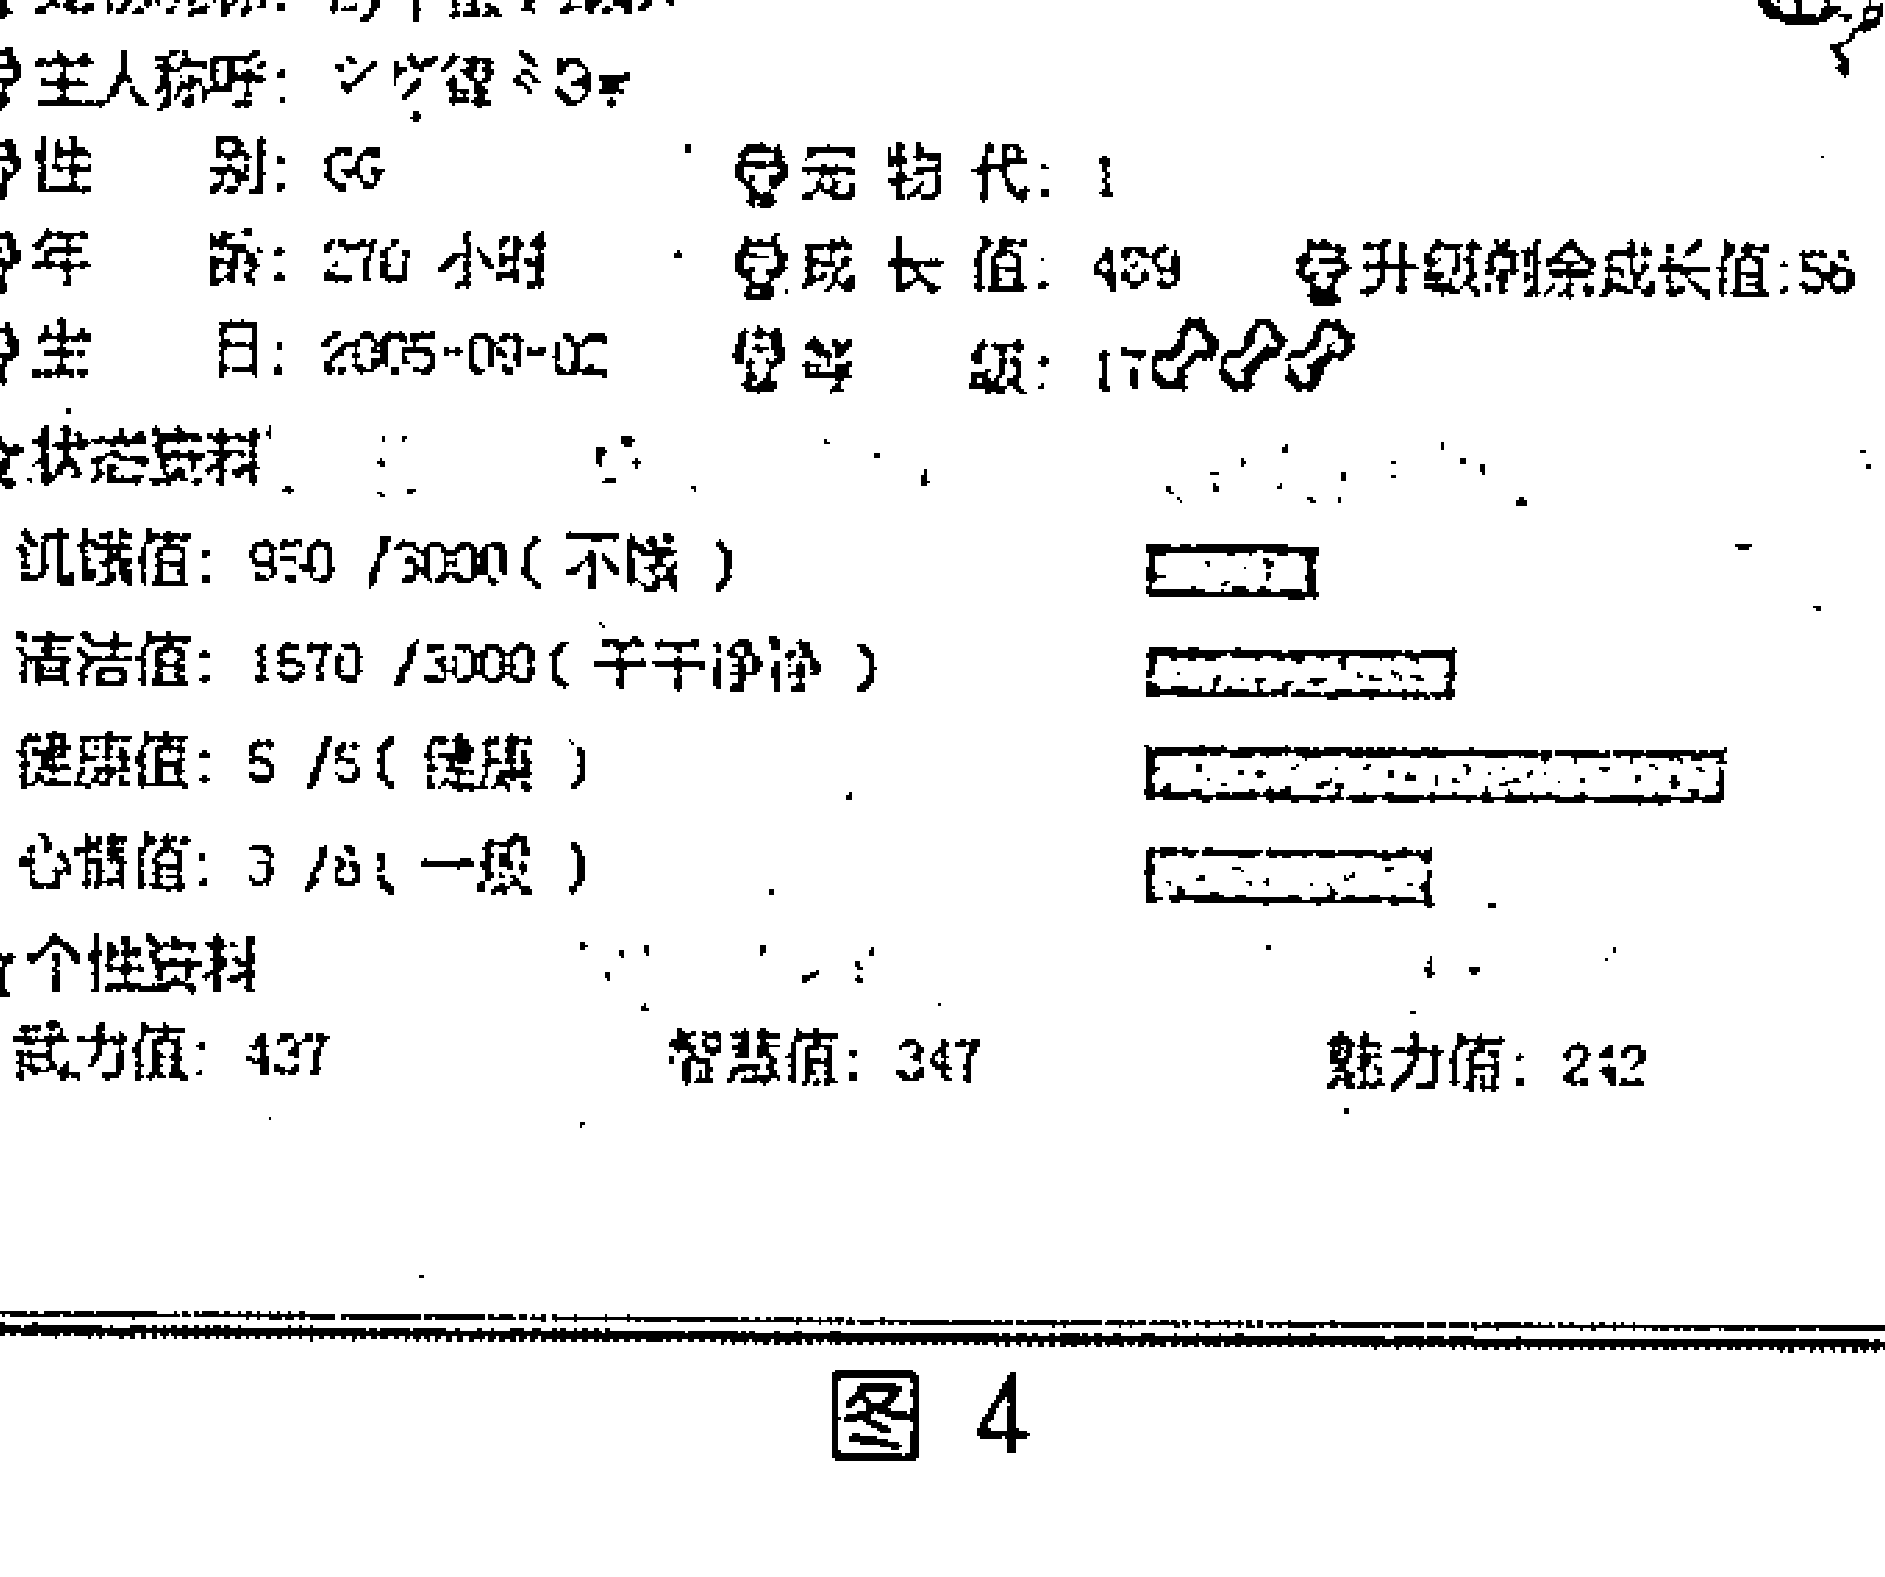 主人称呼:
性 别: GG 宠 物 代: 1
年 龄: 270 小时 成 长 值: 489 升级剩余成长值:56
生 日: 2005-09-02 等 级: 17
状态资料
饥饿值: 950 /3000( 不饿 )
清洁值: 1570 /3000( 干干净净 )
健康值: 5 /5( 健康 )
心情值: 3 /6( 一般 )
个性资料
武力值: 437 智慧值: 347 魅力值: 242
图 4